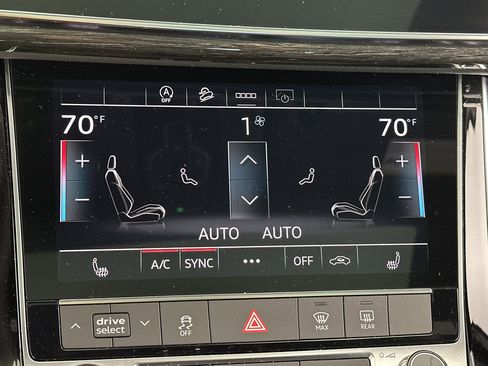 A
OFF
70°F 1 70°F
+ +
− −
AUTO AUTO
A/C SYNC ••• OFF
drive
select
OFF
MAX
REAR